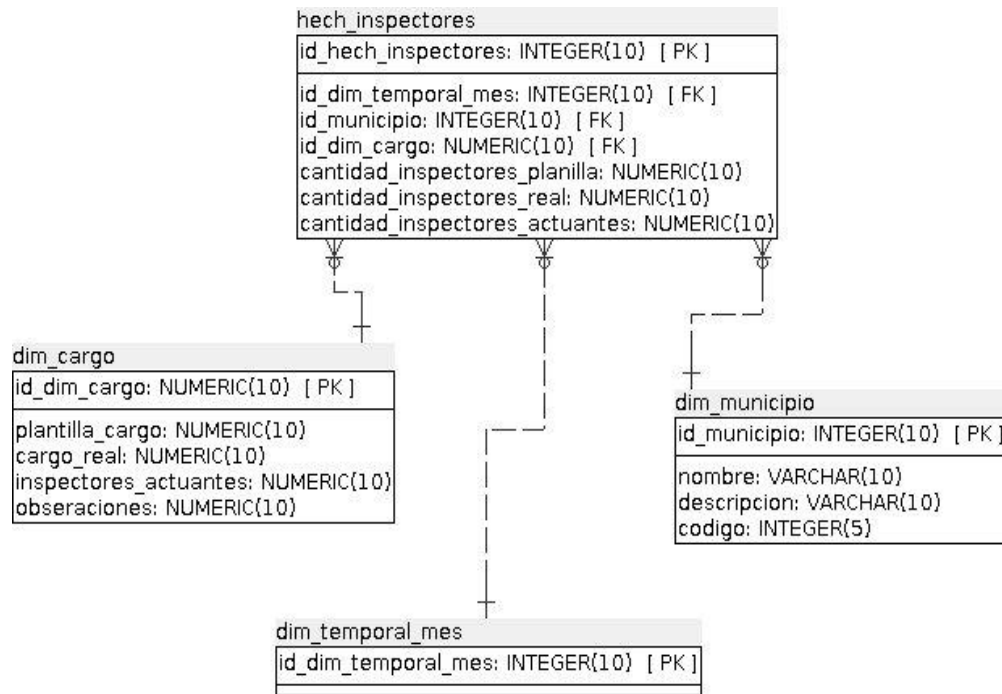 hech_inspectores
id_hech_inspectores: INTEGER(10) [ PK ]
id_dim_temporal_mes: INTEGER(10) [ FK ]
id_municipio: INTEGER(10) [ FK ]
id_dim_cargo: NUMERIC(10) [ FK ]
cantidad_inspectores_planilla: NUMERIC(10)
cantidad_inspectores_real: NUMERIC(10)
cantidad_inspectores_actuantes: NUMERIC(10)
dim_cargo
id_dim_cargo: NUMERIC(10) [ PK ]
plantilla_cargo: NUMERIC(10)
cargo_real: NUMERIC(10)
inspectores_actuantes: NUMERIC(10)
obseraciones: NUMERIC(10)
dim_municipio
id_municipio: INTEGER(10) [ PK ]
nombre: VARCHAR(10)
descripcion: VARCHAR(10)
codigo: INTEGER(5)
dim_temporal_mes
id_dim_temporal_mes: INTEGER(10) [ PK ]